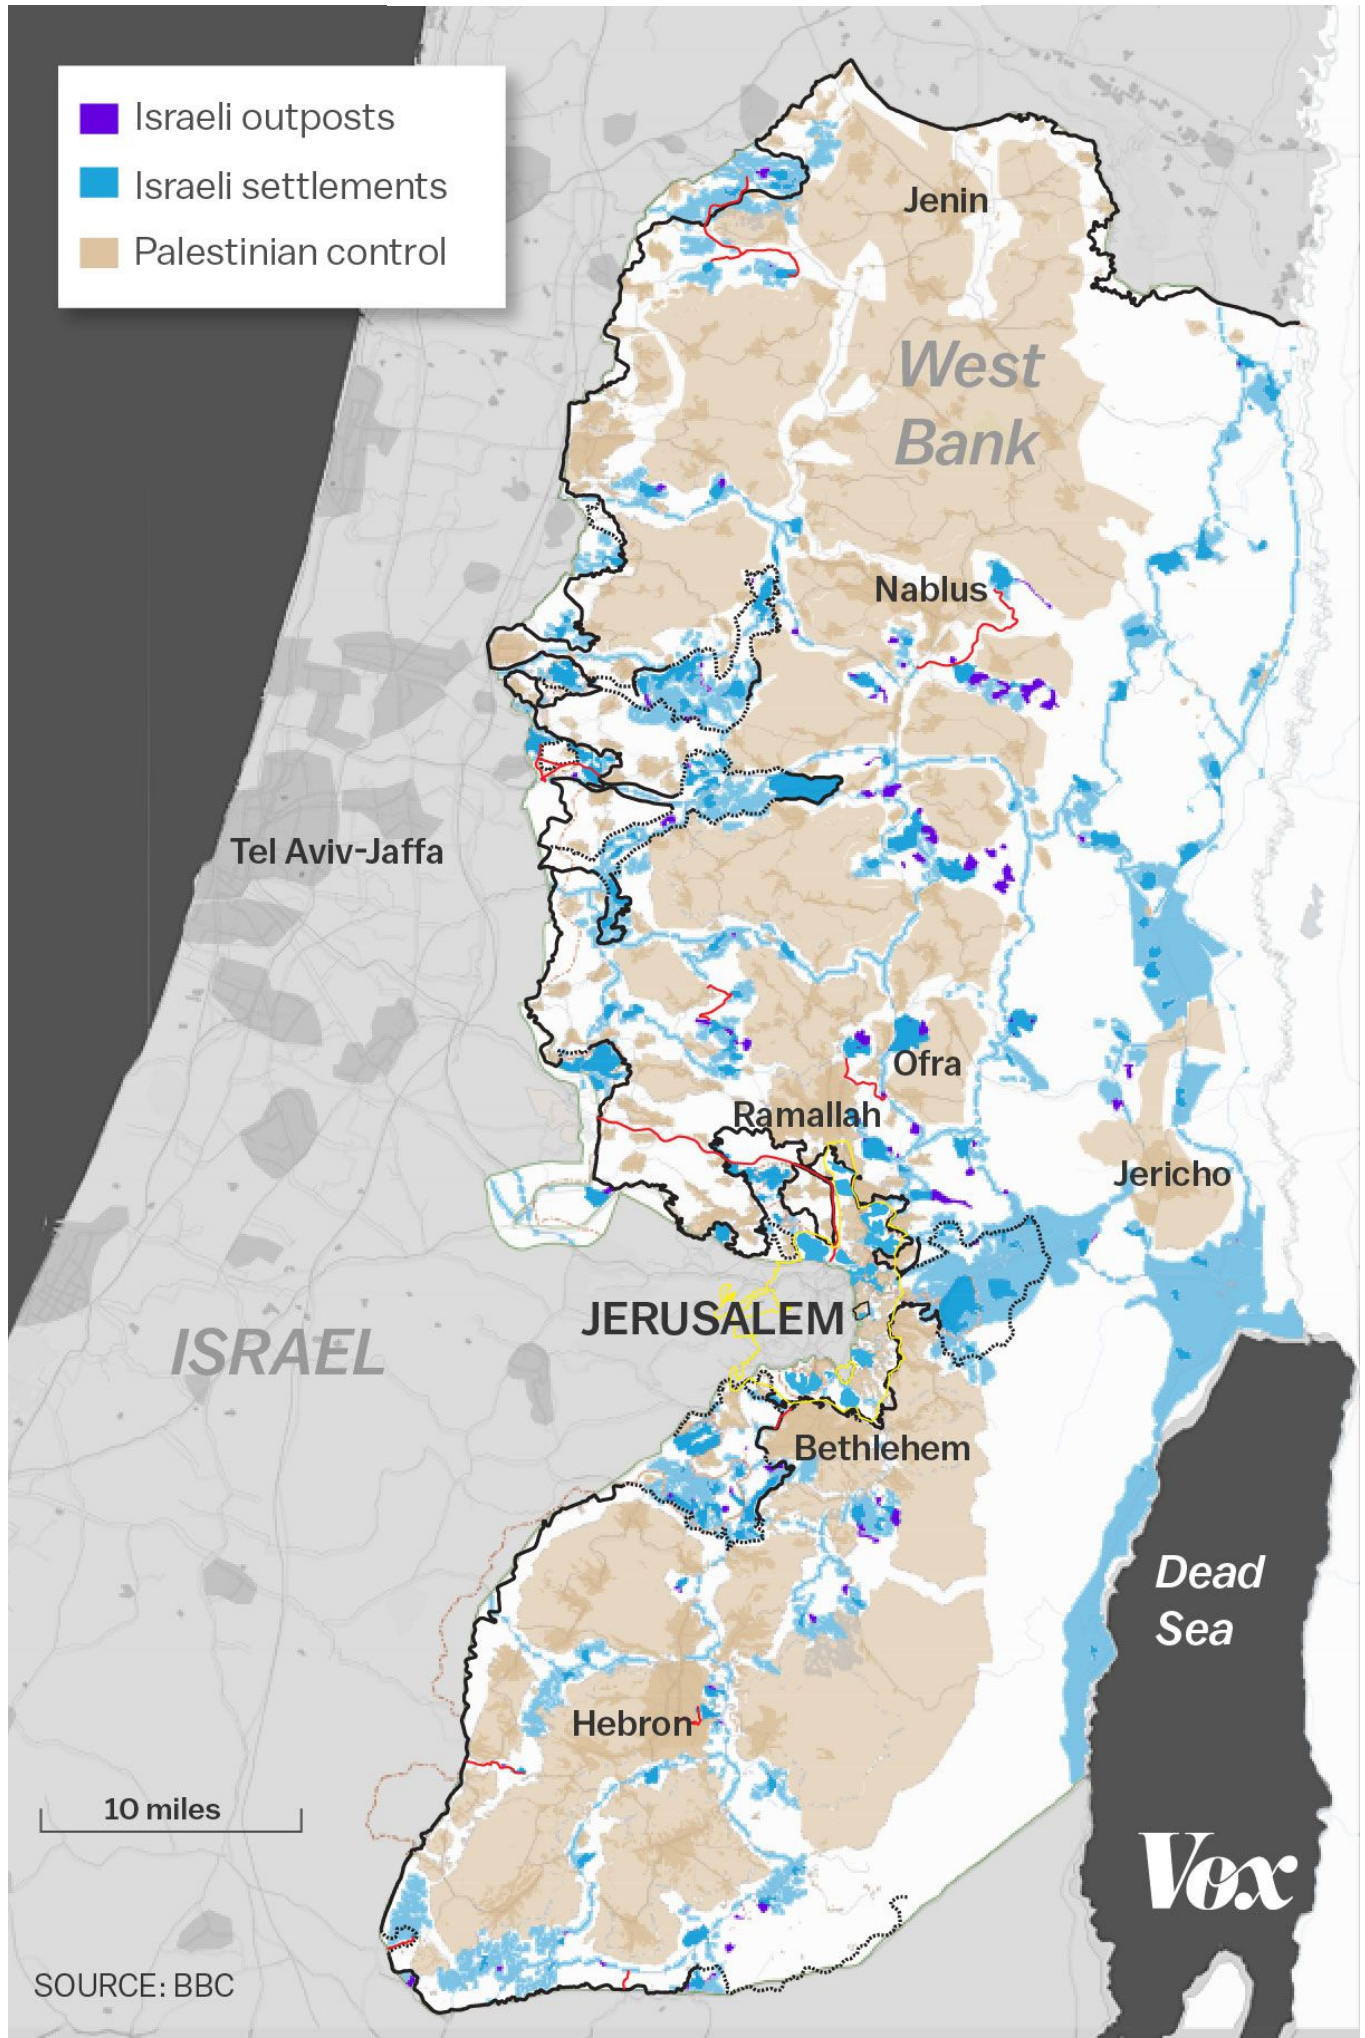 Israeli outposts
Israeli settlements
Palestinian control
Jenin
West
Bank
Nablus
Tel Aviv-Jaffa
Ofra
Ramallah
Jericho
JERUSALEM
ISRAEL
Bethlehem
Dead
Sea
Hebron
10 miles
Vox
SOURCE: BBC